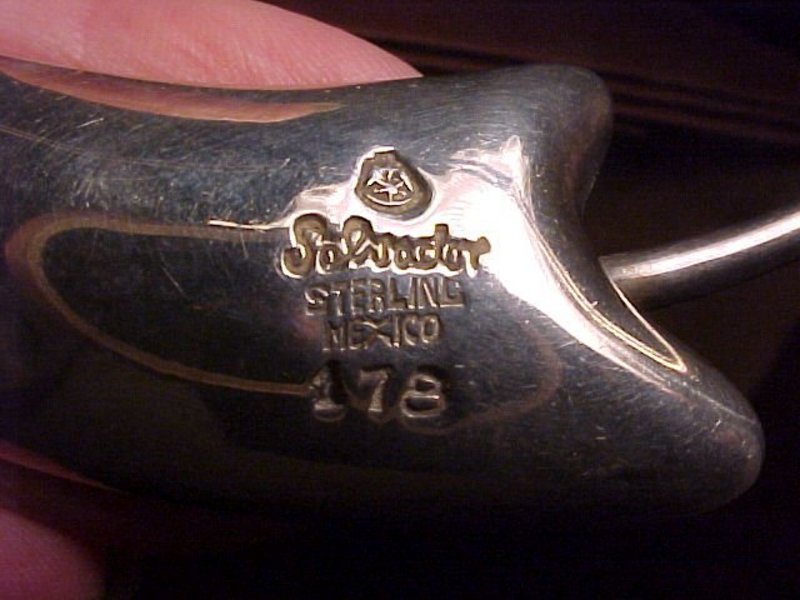 Salvador
STERLING
MEXICO
178